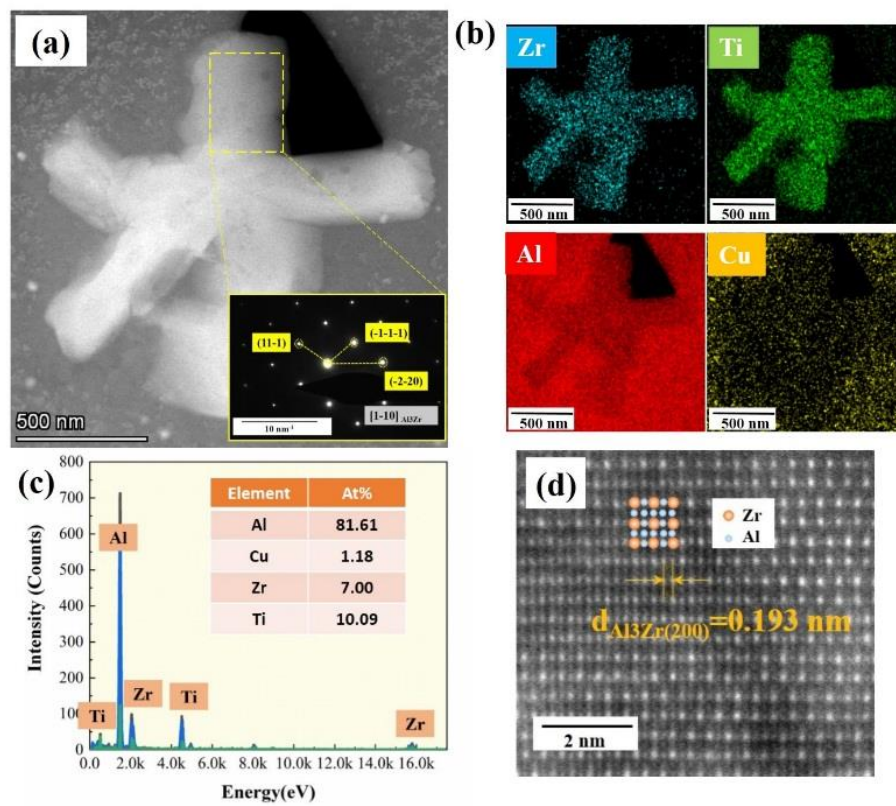 (a)
(11-1)
(-1-1-1)
(-2-20)
[1-10] Al3Zr
10 nm-1
500 nm
(b)
Zr
Ti
500 nm
500 nm
Al
Cu
500 nm
500 nm
(c)
800
700
600
500
400
300
200
100
0
Intensity (Counts)
Element At%
Al 81.61
Cu 1.18
Zr 7.00
Ti 10.09
Al
Ti
Zr
Ti
Zr
0.0 2.0k 4.0k 6.0k 8.0k 10.0k 12.0k 14.0k 16.0k
Energy(eV)
(d)
Zr
Al
dAl3Zr(200)=0.193 nm
2 nm